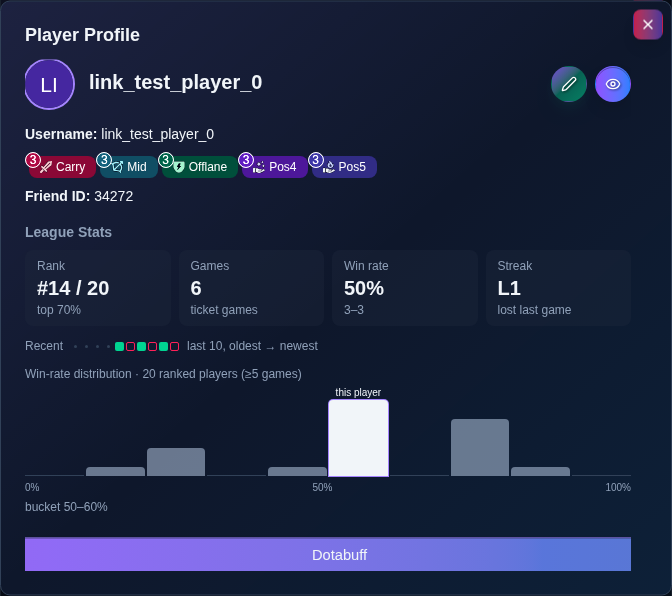 Player Profile
LI
link_test_player_0
Username: link_test_player_0
3 Carry 3 Mid 3 Offlane 3 Pos4 3 Pos5
Friend ID: 34272
League Stats
Rank Games Win rate Streak
#14 / 20 6 50% L1
top 70% ticket games 3–3 lost last game
Recent last 10, oldest → newest
Win-rate distribution · 20 ranked players (≥5 games)
this player
0% 50% 100%
bucket 50–60%
Dotabuff